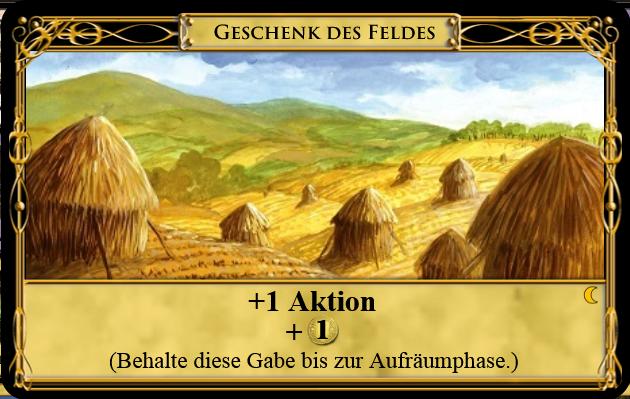 Geschenk des Feldes
+1 Aktion
+ 1
(Behalte diese Gabe bis zur Aufräumphase.)